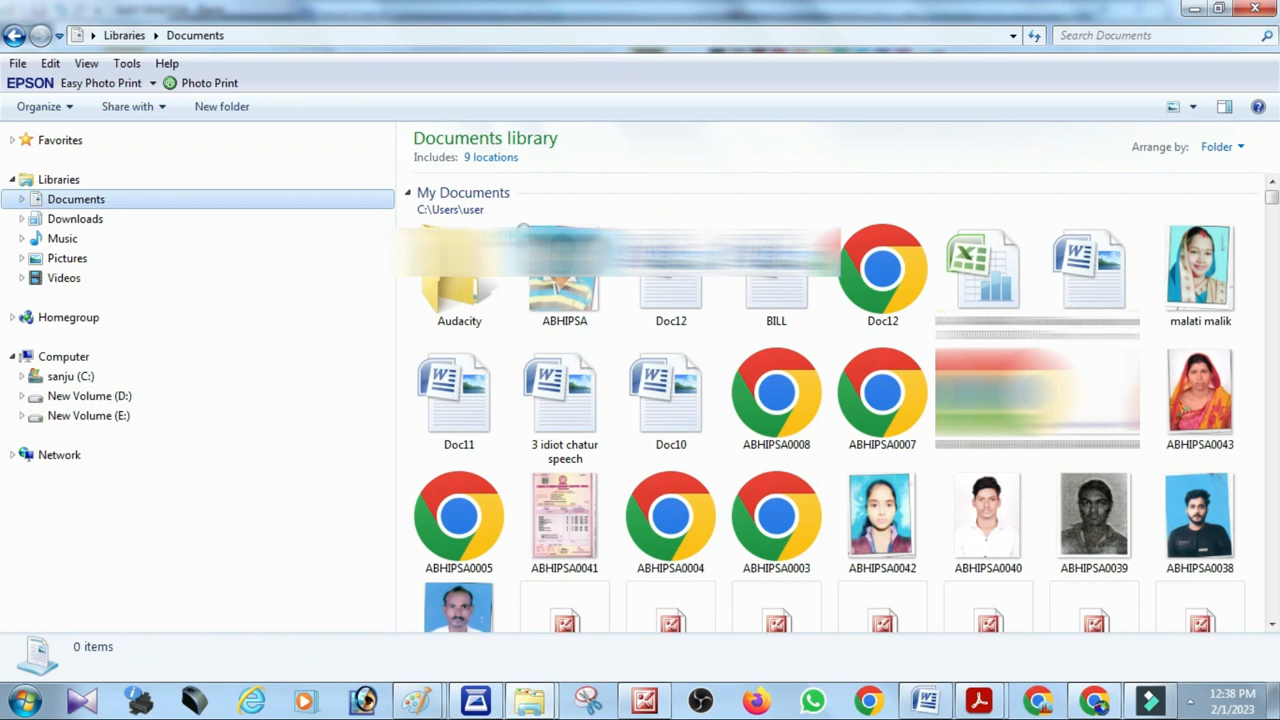 Libraries
Documents
Search Documents
File Edit View Tools Help
EPSON Easy Photo Print Photo Print
Organize Share with New folder
Favorites
Libraries
Documents
Downloads
Music
Pictures
Videos
Homegroup
Computer
sanju (C:)
New Volume (D:)
New Volume (E:)
Network
Documents library
Includes: 9 locations
Arrange by: Folder
My Documents
C:\Users\user
Audacity ABHIPSA Doc12 BILL Doc12 malati malik
Doc11 3 idiot chatur Doc10 ABHIPSA0008 ABHIPSA0007 ABHIPSA0043
speech
ABHIPSA0005 ABHIPSA0041 ABHIPSA0004 ABHIPSA0003 ABHIPSA0042 ABHIPSA0040 ABHIPSA0039 ABHIPSA0038
0 items
12:38 PM
2/1/2023